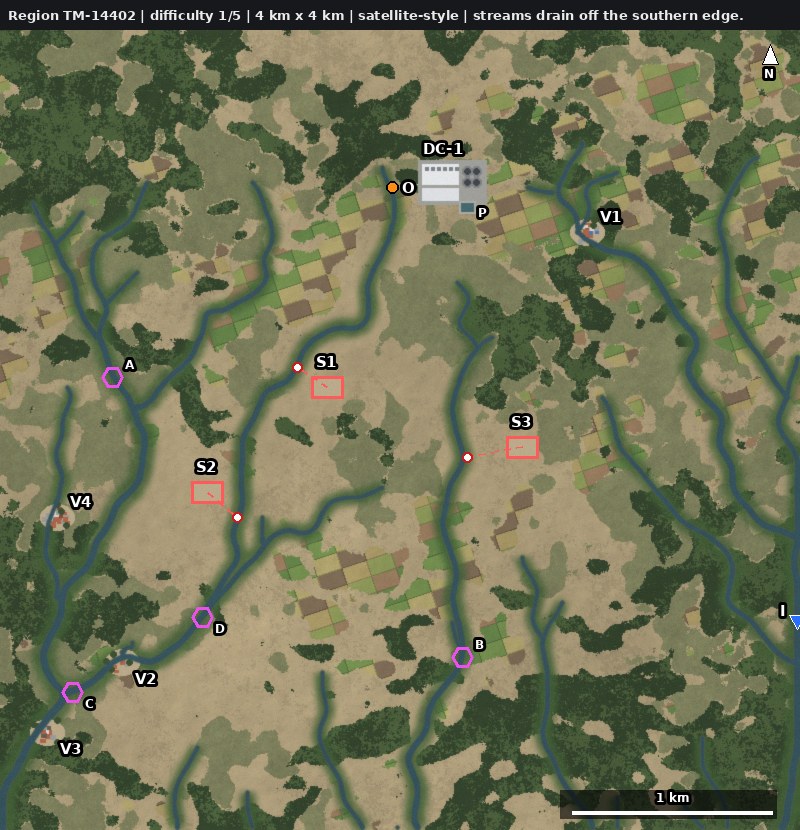 Region TM-14402 | difficulty 1/5 | 4 km x 4 km | satellite-style | streams drain off the southern edge.
N
DC-1
O
P
V1
A
S1
S3
S2
V4
I
D
B
V2
C
V3
1 km